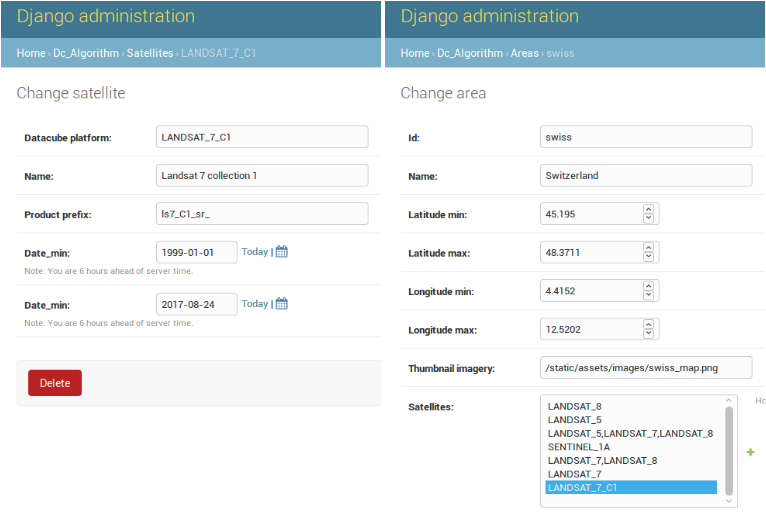 Django administration
Home › Dc_Algorithm › Satellites › LANDSAT_7_C1
Change satellite
Datacube platform: LANDSAT_7_C1
Name: Landsat 7 collection 1
Product prefix: ls7_C1_sr_
Date_min: 1999-01-01 Today |
Note: You are 6 hours ahead of server time.
Date_min: 2017-08-24 Today |
Note: You are 6 hours ahead of server time.
Delete
Django administration
Home › Dc_Algorithm › Areas › swiss
Change area
Id: swiss
Name: Switzerland
Latitude min: 45.195
Latitude max: 48.3711
Longitude min: 4.4152
Longitude max: 12.5202
Thumbnail imagery: /static/assets/images/swiss_map.png
Satellites:
LANDSAT_8
LANDSAT_5
LANDSAT_5,LANDSAT_7,LANDSAT_8
SENTINEL_1A
LANDSAT_7,LANDSAT_8
LANDSAT_7
LANDSAT_7_C1